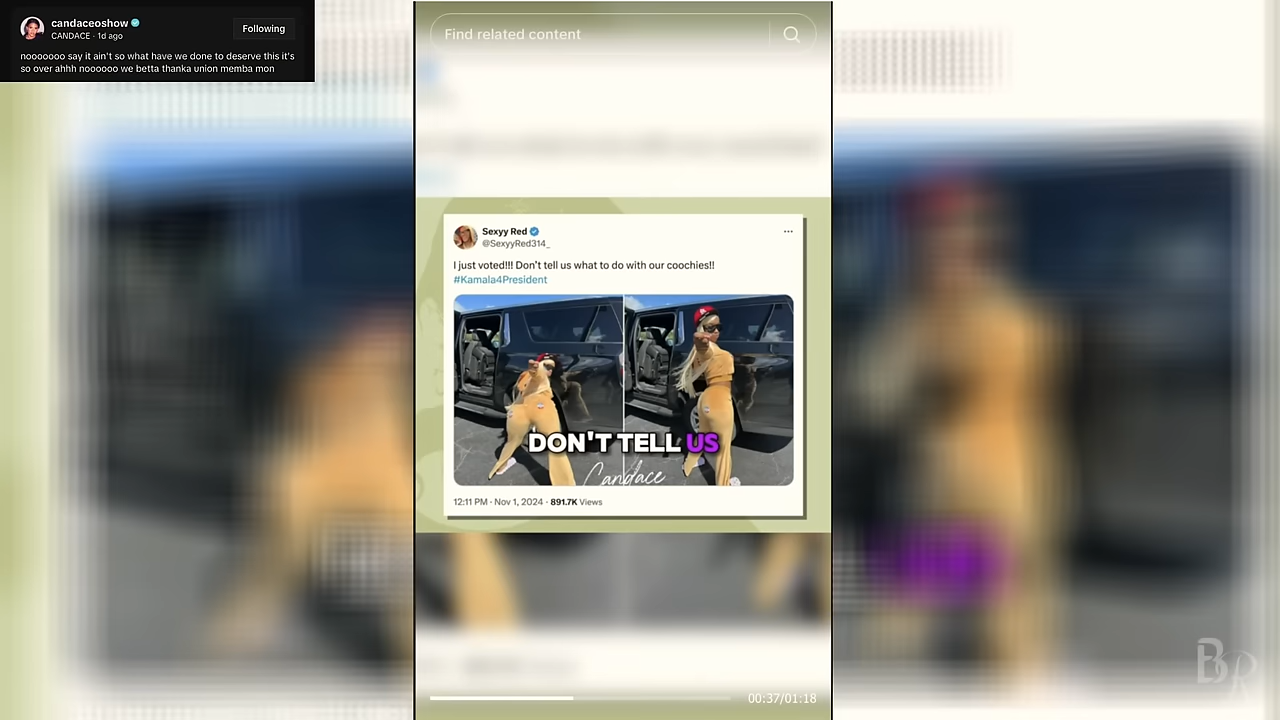 candaceoshow
CANDACE · 1d ago
Following
nooooooo say it ain't so what have we done to deserve this it's
so over ahhh noooooo we betta thanka union memba mon
Find related content
Sexyy Red
@SexyyRed314_
I just voted!!! Don't tell us what to do with our coochies!!
#Kamala4President
DON'T TELL US
Candace
12:11 PM · Nov 1, 2024 · 891.7K Views
00:37/01:18
BR